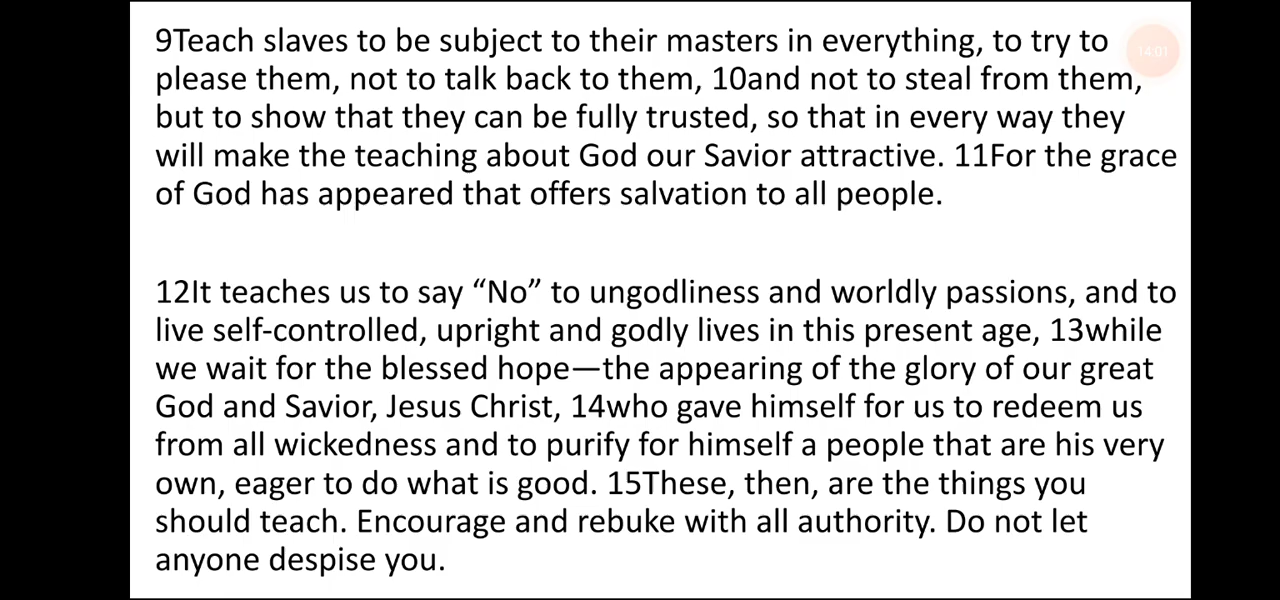 9Teach slaves to be subject to their masters in everything, to try to
please them, not to talk back to them, 10and not to steal from them,
but to show that they can be fully trusted, so that in every way they
will make the teaching about God our Savior attractive. 11For the grace
of God has appeared that offers salvation to all people.
12It teaches us to say “No” to ungodliness and worldly passions, and to
live self-controlled, upright and godly lives in this present age, 13while
we wait for the blessed hope—the appearing of the glory of our great
God and Savior, Jesus Christ, 14who gave himself for us to redeem us
from all wickedness and to purify for himself a people that are his very
own, eager to do what is good. 15These, then, are the things you
should teach. Encourage and rebuke with all authority. Do not let
anyone despise you.
14:01